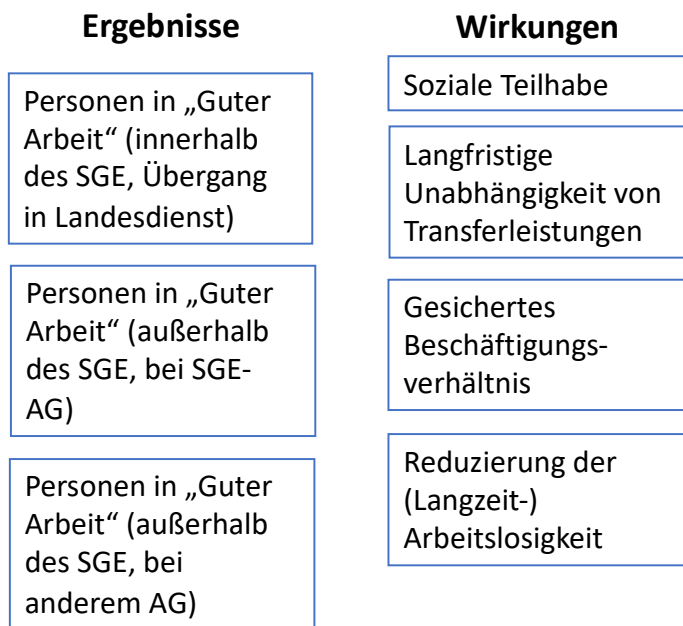 Ergebnisse
Personen in „Guter
Arbeit“ (innerhalb
des SGE, Übergang
in Landesdienst)
Personen in „Guter
Arbeit“ (außerhalb
des SGE, bei SGE-
AG)
Personen in „Guter
Arbeit“ (außerhalb
des SGE, bei
anderem AG)
Wirkungen
Soziale Teilhabe
Langfristige
Unabhängigkeit von
Transferleistungen
Gesichertes
Beschäftigungs-
verhältnis
Reduzierung der
(Langzeit-)
Arbeitslosigkeit